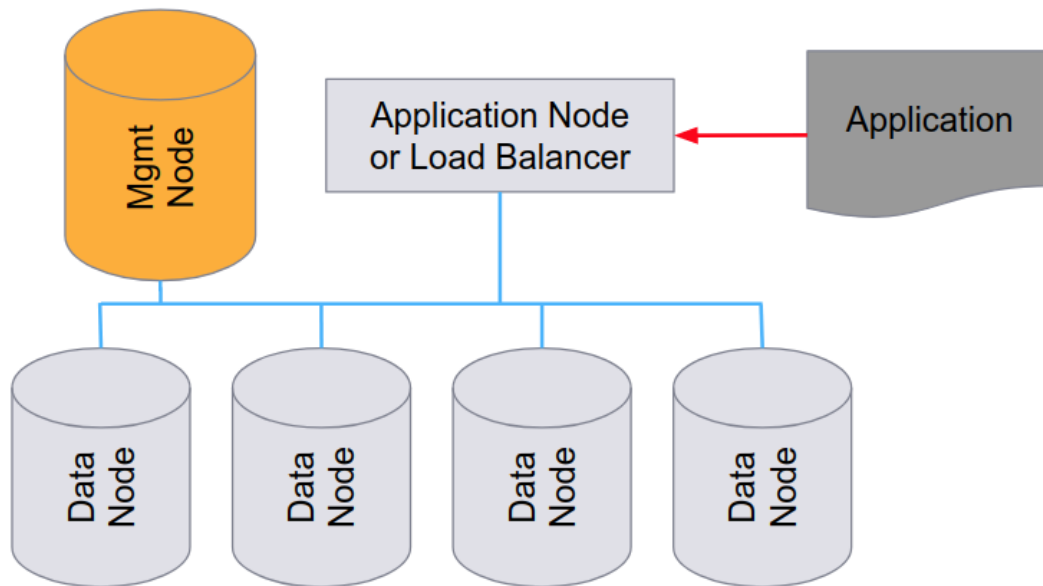 Mgmt
Node
Application Node
or Load Balancer
Application
Data
Node
Data
Node
Data
Node
Data
Node